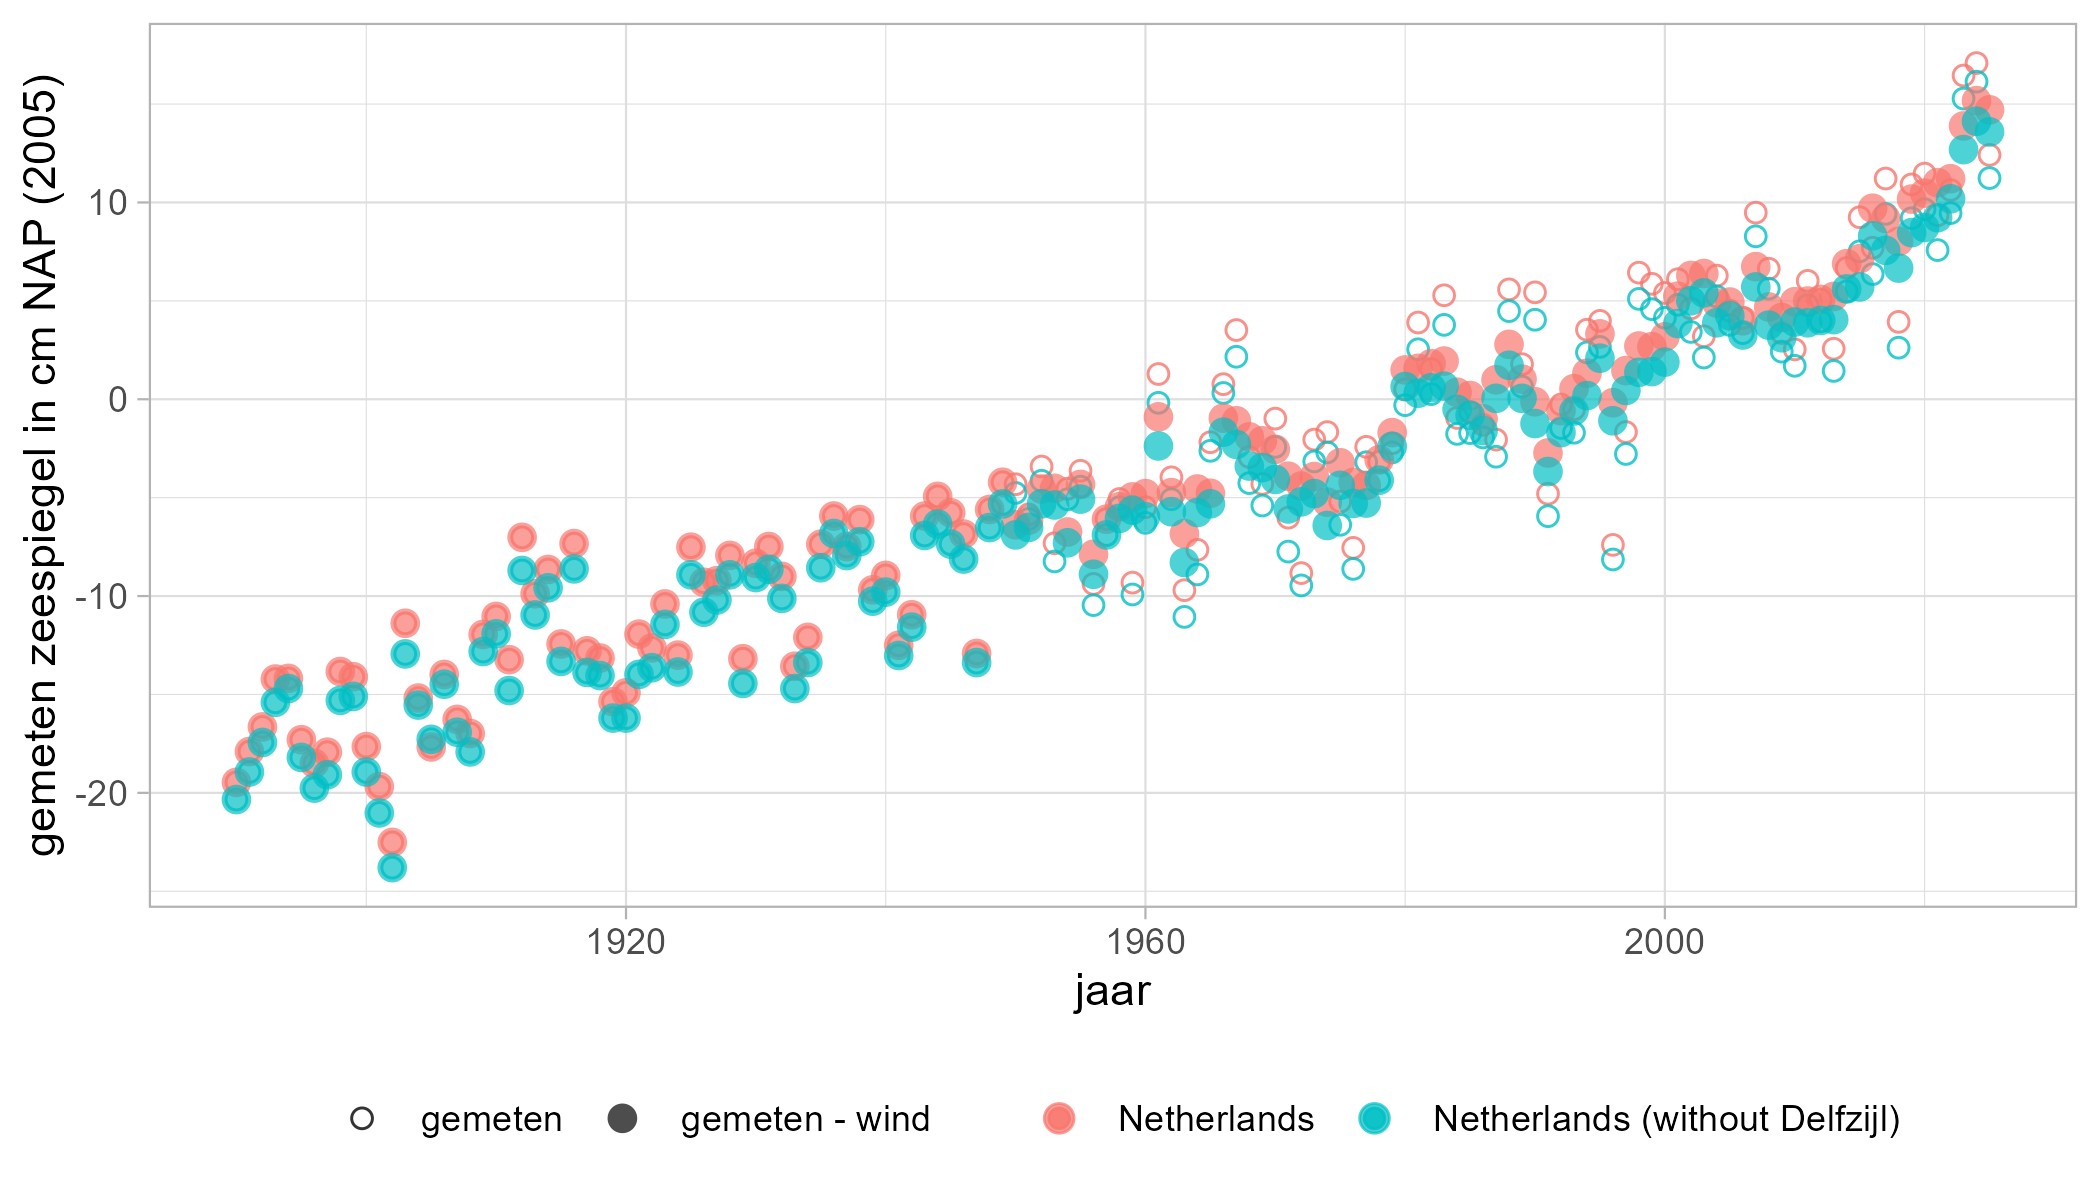 gemeten zeespiegel in cm NAP (2005)
10
0
-10
-20
1920 1960 2000
jaar
gemeten gemeten - wind Netherlands Netherlands (without Delfzijl)